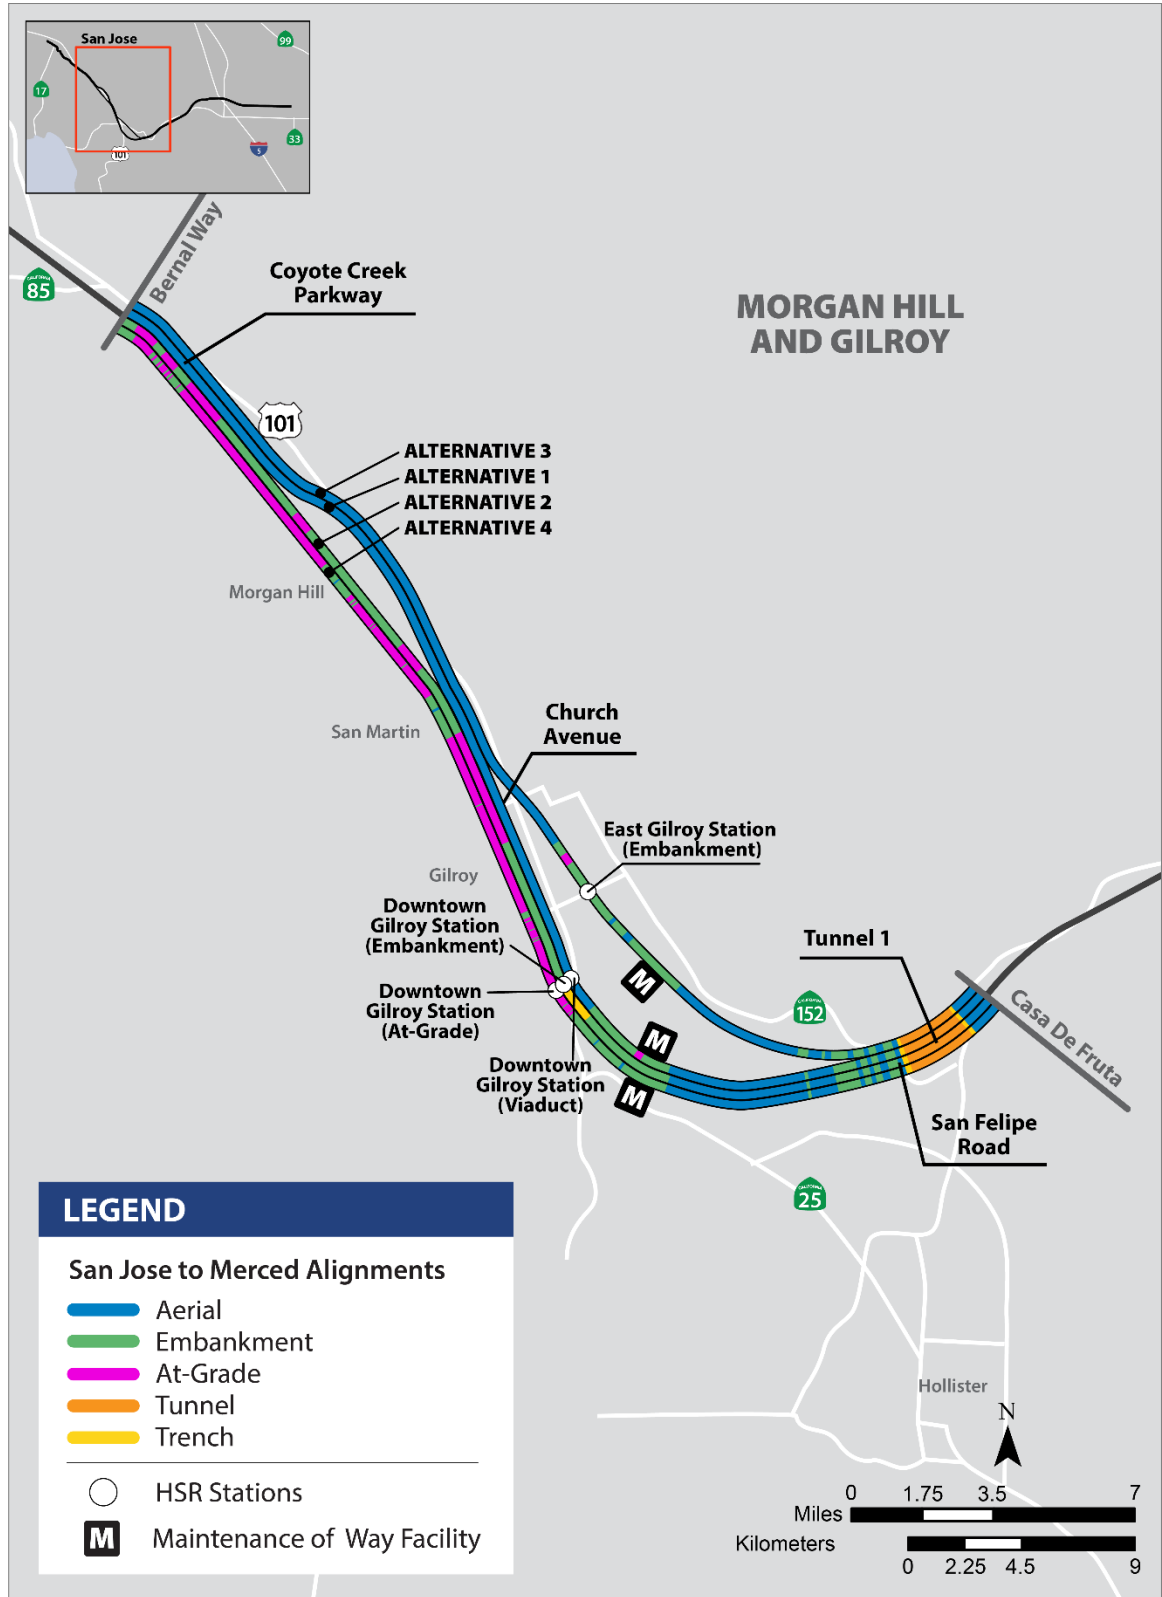 San Jose
99
17
101
5
33
Bernal Way
CALIFORNIA
85
Coyote Creek
Parkway
MORGAN HILL
AND GILROY
101
ALTERNATIVE 3
ALTERNATIVE 1
ALTERNATIVE 2
ALTERNATIVE 4
Morgan Hill
San Martin
Church
Avenue
East Gilroy Station
(Embankment)
Gilroy
Downtown
Gilroy Station
(Embankment)
Downtown
Gilroy Station
(At-Grade)
Downtown
Gilroy Station
(Viaduct)
M
M
M
Tunnel 1
CALIFORNIA
152
Casa De Fruta
San Felipe
Road
CALIFORNIA
25
Hollister
LEGEND
San Jose to Merced Alignments
Aerial
Embankment
At-Grade
Tunnel
Trench
HSR Stations
M Maintenance of Way Facility
N
0 1.75 3.5 7
Miles
Kilometers
0 2.25 4.5 9